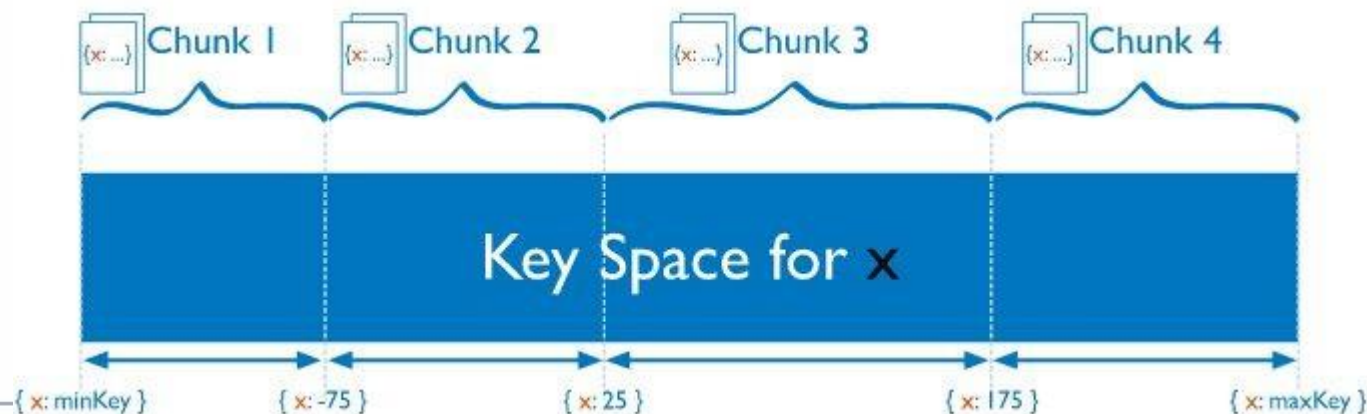 Chunk 1 Chunk 2 Chunk 3 Chunk 4
{x: ...} {x: ...} {x: ...} {x: ...}
Key Space for x
{ x: minKey } { x: -75 } { x: 25 } { x: 175 } { x: maxKey }